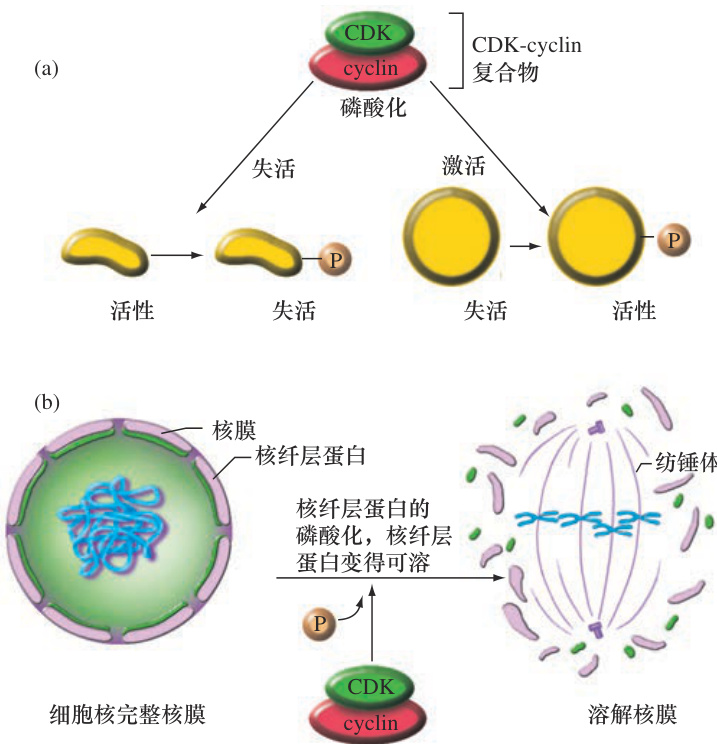 (a)
CDK
cyclin
CDK-cyclin
复合物
磷酸化
失活
激活
P
P
活性
失活
失活
活性
(b)
核膜
核纤层蛋白
纺锤体
核纤层蛋白的
磷酸化，核纤层
蛋白变得可溶
P
CDK
cyclin
细胞核完整核膜
溶解核膜